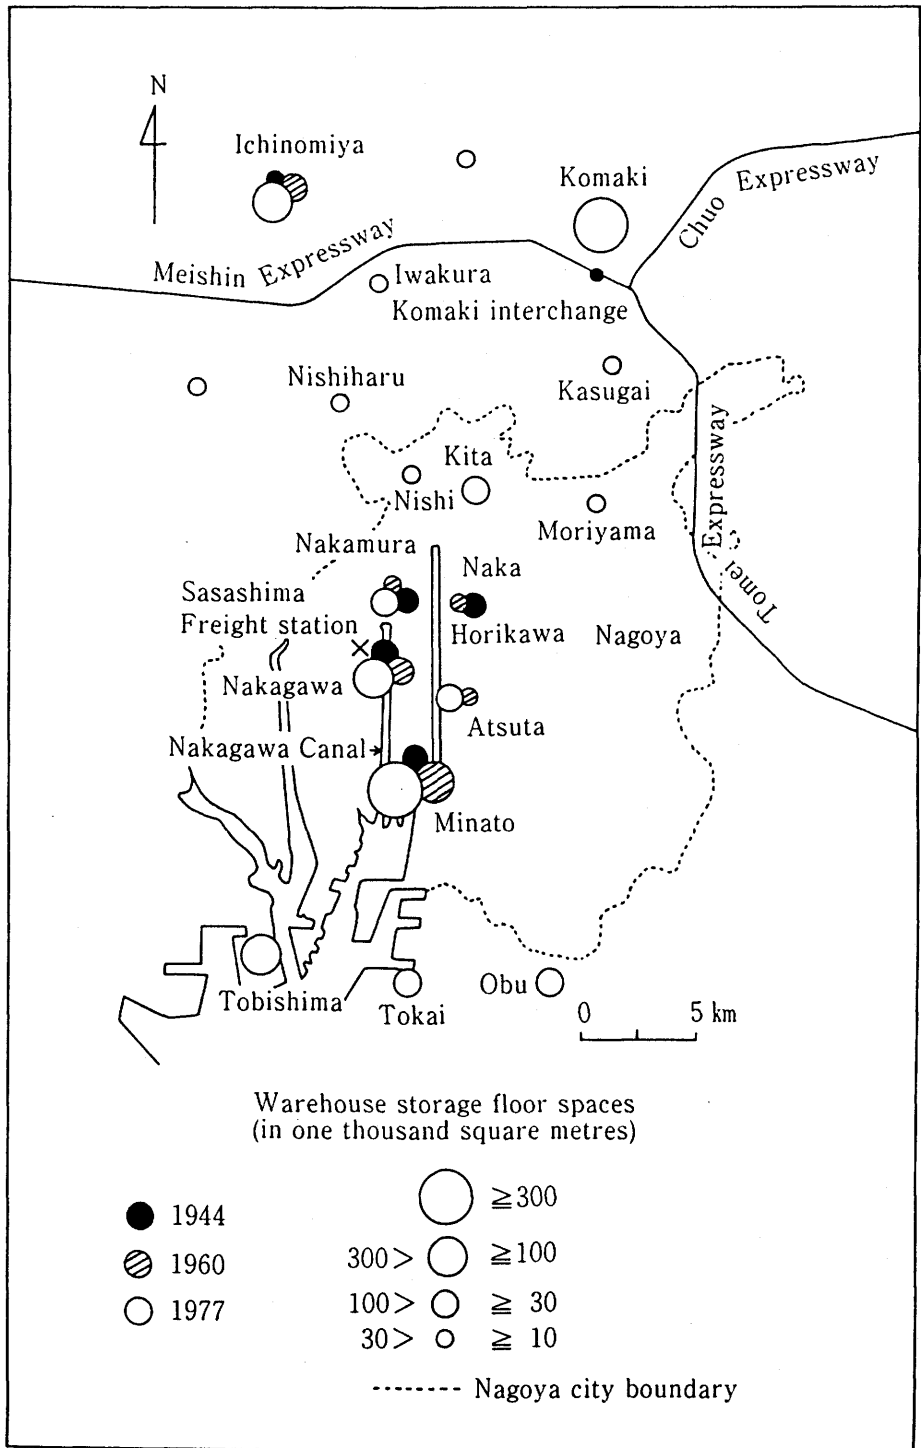 N
Ichinomiya
Komaki
Chuo Expressway
Meishin Expressway
Iwakura
Komaki interchange
Nishiharu
Kasugai
Kita
Nishi
Moriyama
Expressway
Tomei
Nakamura
Naka
Sasashima
Freight station
Horikawa
Nagoya
Nakagawa
Atsuta
Nakagawa Canal
Minato
Tobishima
Tokai
Obu
0 5 km
Warehouse storage floor spaces
(in one thousand square metres)
1944
1960
1977
≧300
300> ≧100
100> ≧ 30
30> ≧ 10
Nagoya city boundary